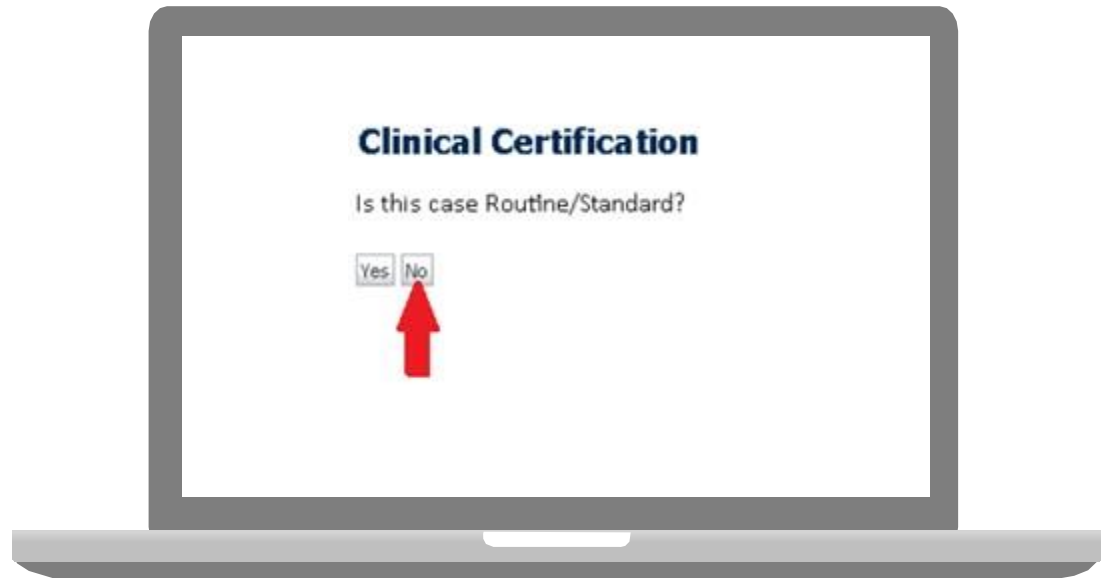 Clinical Certification
Is this case Routine/Standard?
Yes No